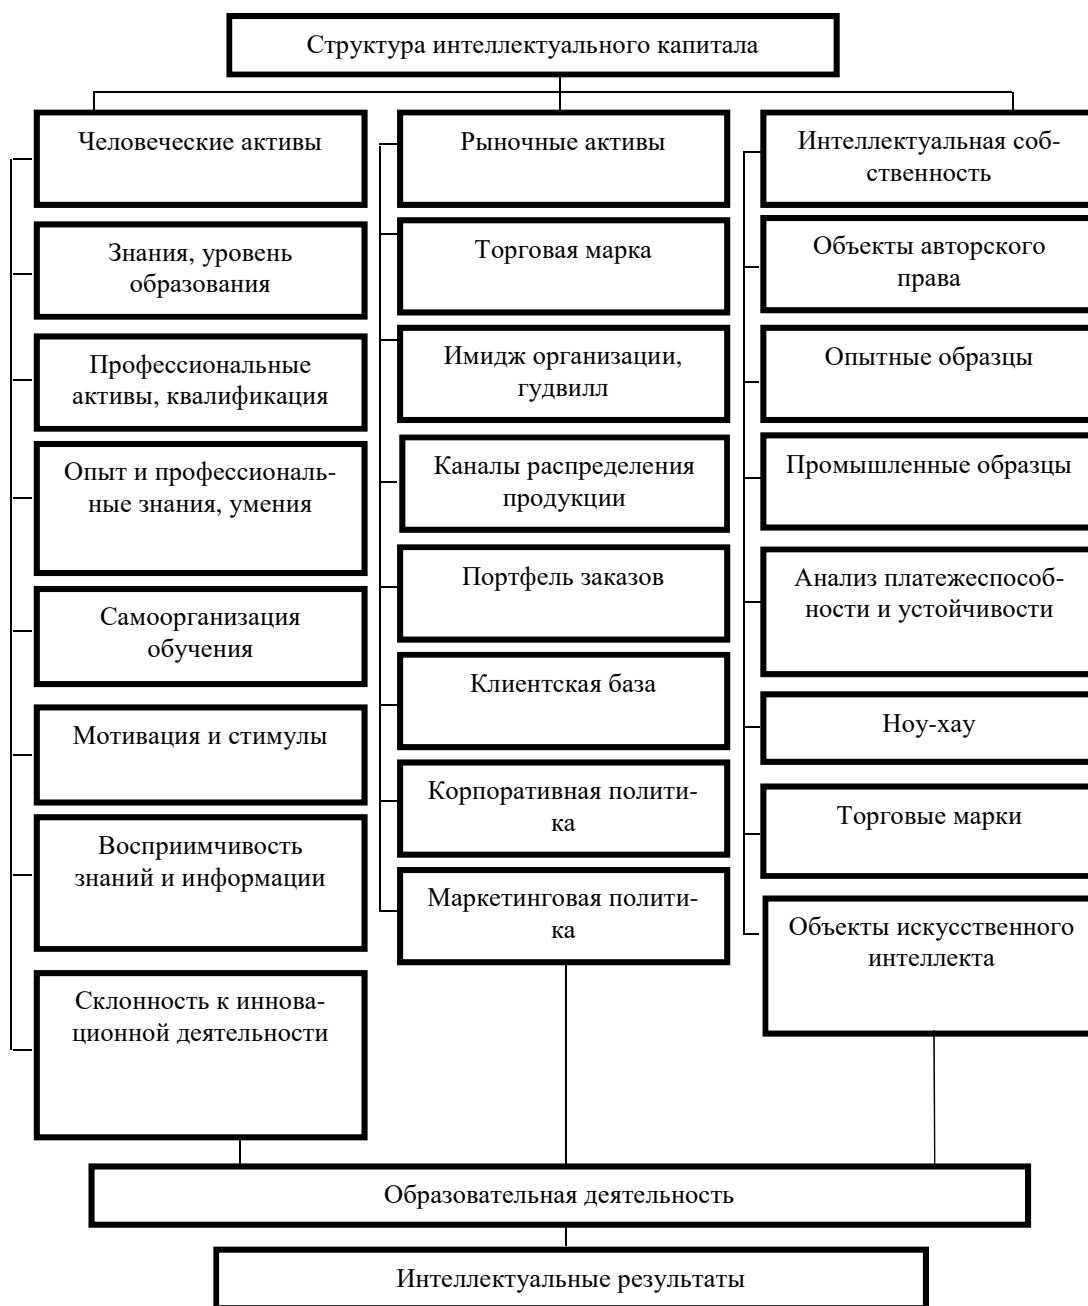 Структура интеллектуального капитала
Человеческие активы
Знания, уровень
образования
Профессиональные
активы, квалификация
Опыт и профессиональ-
ные знания, умения
Самоорганизация
обучения
Мотивация и стимулы
Восприимчивость
знаний и информации
Склонность к иннова-
ционной деятельности
Рыночные активы
Торговая марка
Имидж организации,
гудвилл
Каналы распределения
продукции
Портфель заказов
Клиентская база
Корпоративная полити-
ка
Маркетинговая полити-
ка
Интеллектуальная соб-
ственность
Объекты авторского
права
Опытные образцы
Промышленные образцы
Анализ платежеспособ-
ности и устойчивости
Ноу-хау
Торговые марки
Объекты искусственного
интеллекта
Образовательная деятельность
Интеллектуальные результаты